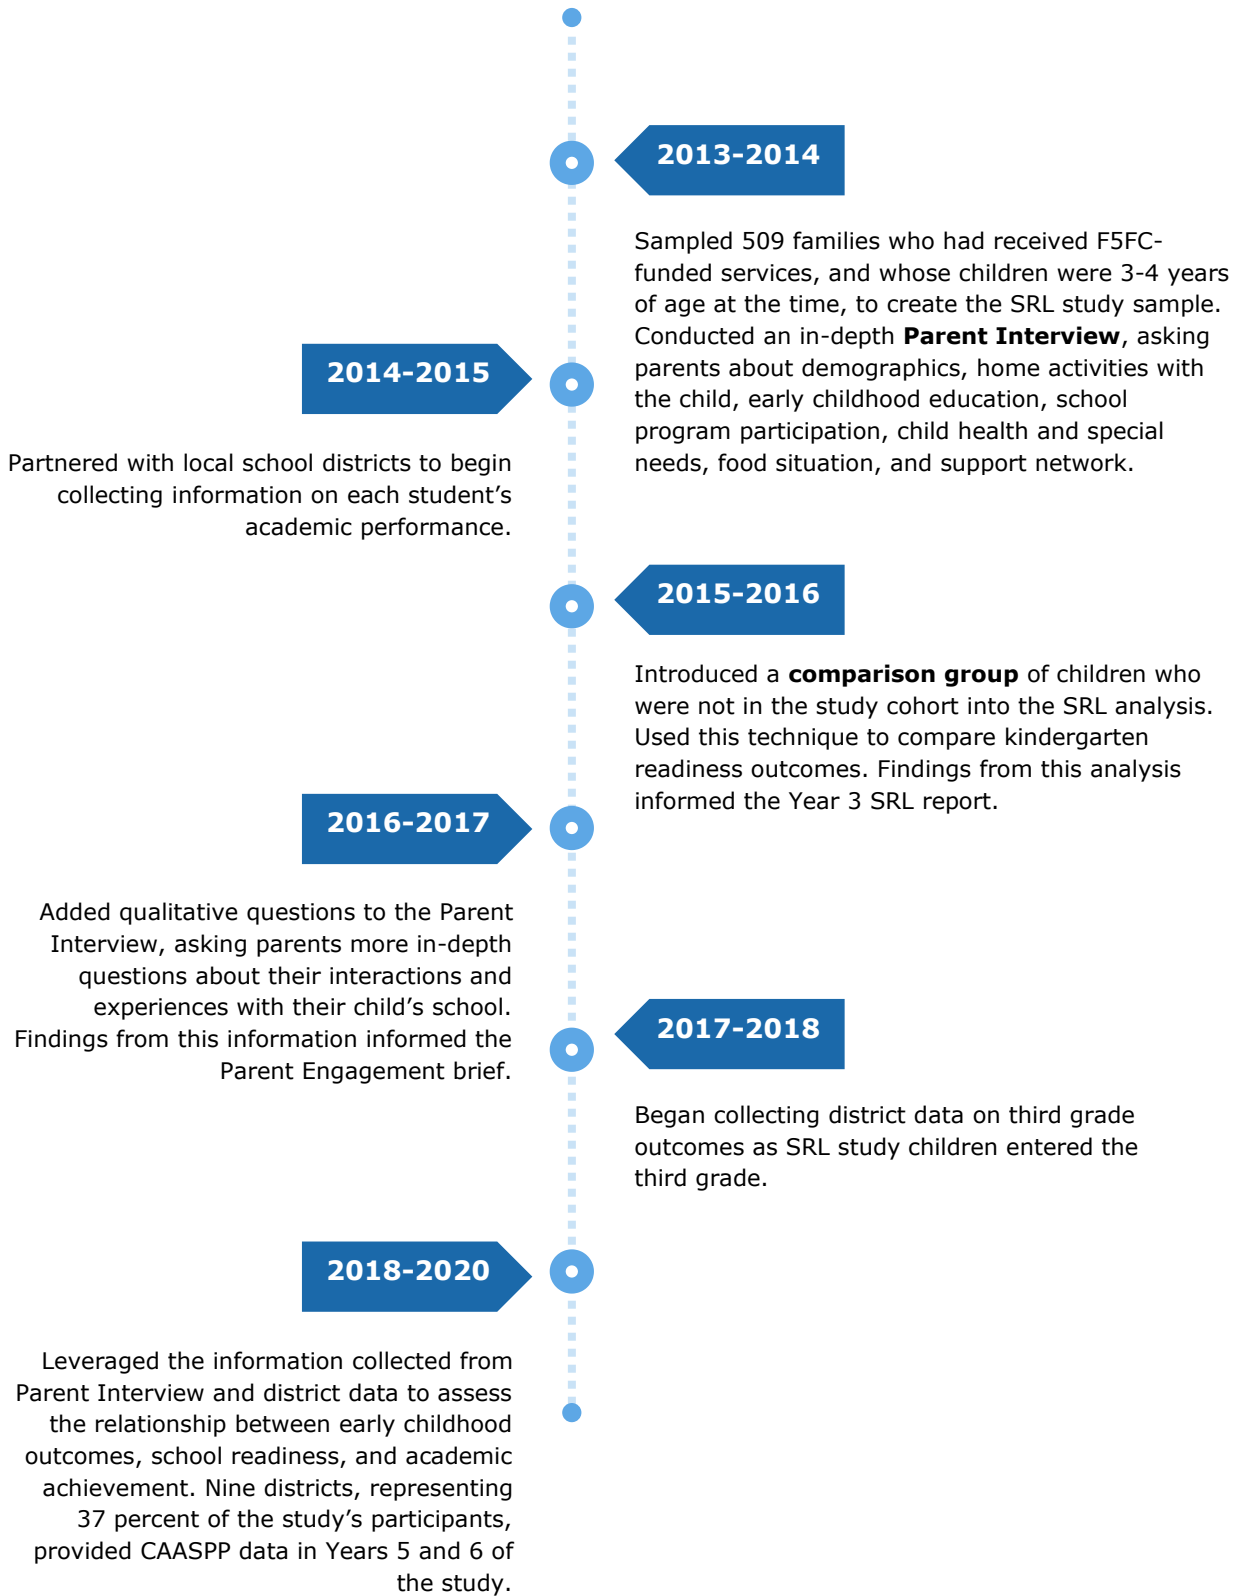 2013-2014
Sampled 509 families who had received F5FC-
funded services, and whose children were 3-4 years
of age at the time, to create the SRL study sample.
Conducted an in-depth Parent Interview, asking
parents about demographics, home activities with
the child, early childhood education, school
program participation, child health and special
needs, food situation, and support network.
2014-2015
Partnered with local school districts to begin
collecting information on each student’s
academic performance.
2015-2016
Introduced a comparison group of children who
were not in the study cohort into the SRL analysis.
Used this technique to compare kindergarten
readiness outcomes. Findings from this analysis
informed the Year 3 SRL report.
2016-2017
Added qualitative questions to the Parent
Interview, asking parents more in-depth
questions about their interactions and
experiences with their child’s school.
Findings from this information informed the
Parent Engagement brief.
2017-2018
Began collecting district data on third grade
outcomes as SRL study children entered the
third grade.
2018-2020
Leveraged the information collected from
Parent Interview and district data to assess
the relationship between early childhood
outcomes, school readiness, and academic
achievement. Nine districts, representing
37 percent of the study’s participants,
provided CAASPP data in Years 5 and 6 of
the study.